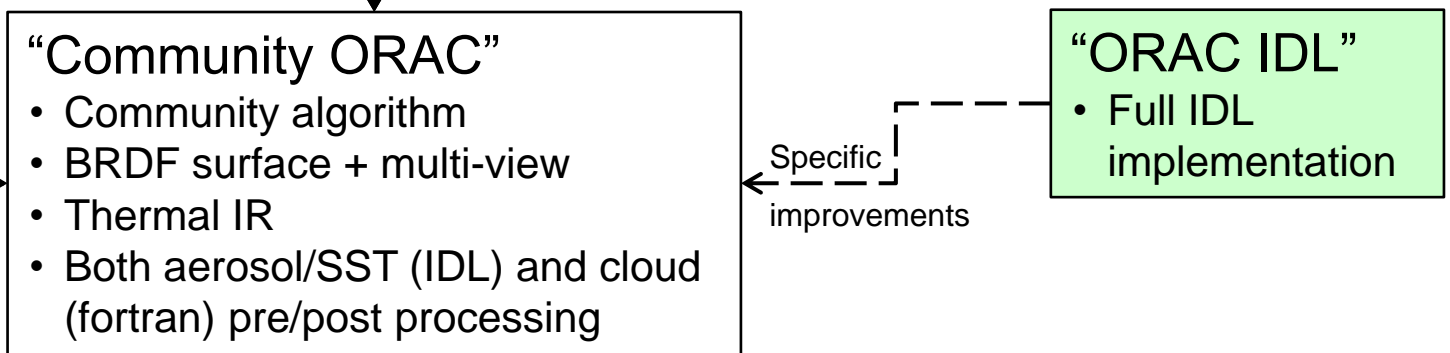 “Community ORAC”
• Community algorithm
• BRDF surface + multi-view
• Thermal IR
• Both aerosol/SST (IDL) and cloud
(fortran) pre/post processing
Specific
improvements
“ORAC IDL”
• Full IDL
implementation